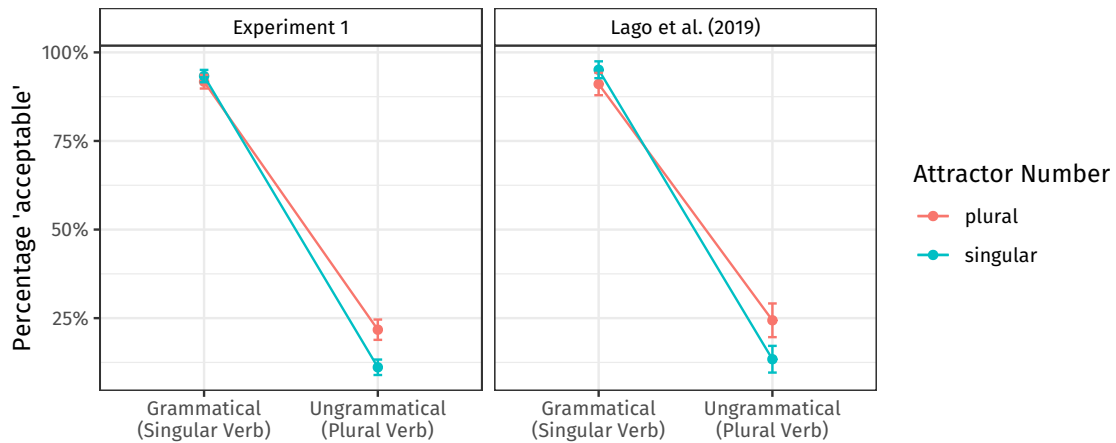 Experiment 1
Lago et al. (2019)
Percentage 'acceptable'
100%
75%
50%
25%
Grammatical
(Singular Verb)
Ungrammatical
(Plural Verb)
Grammatical
(Singular Verb)
Ungrammatical
(Plural Verb)
Attractor Number
plural
singular